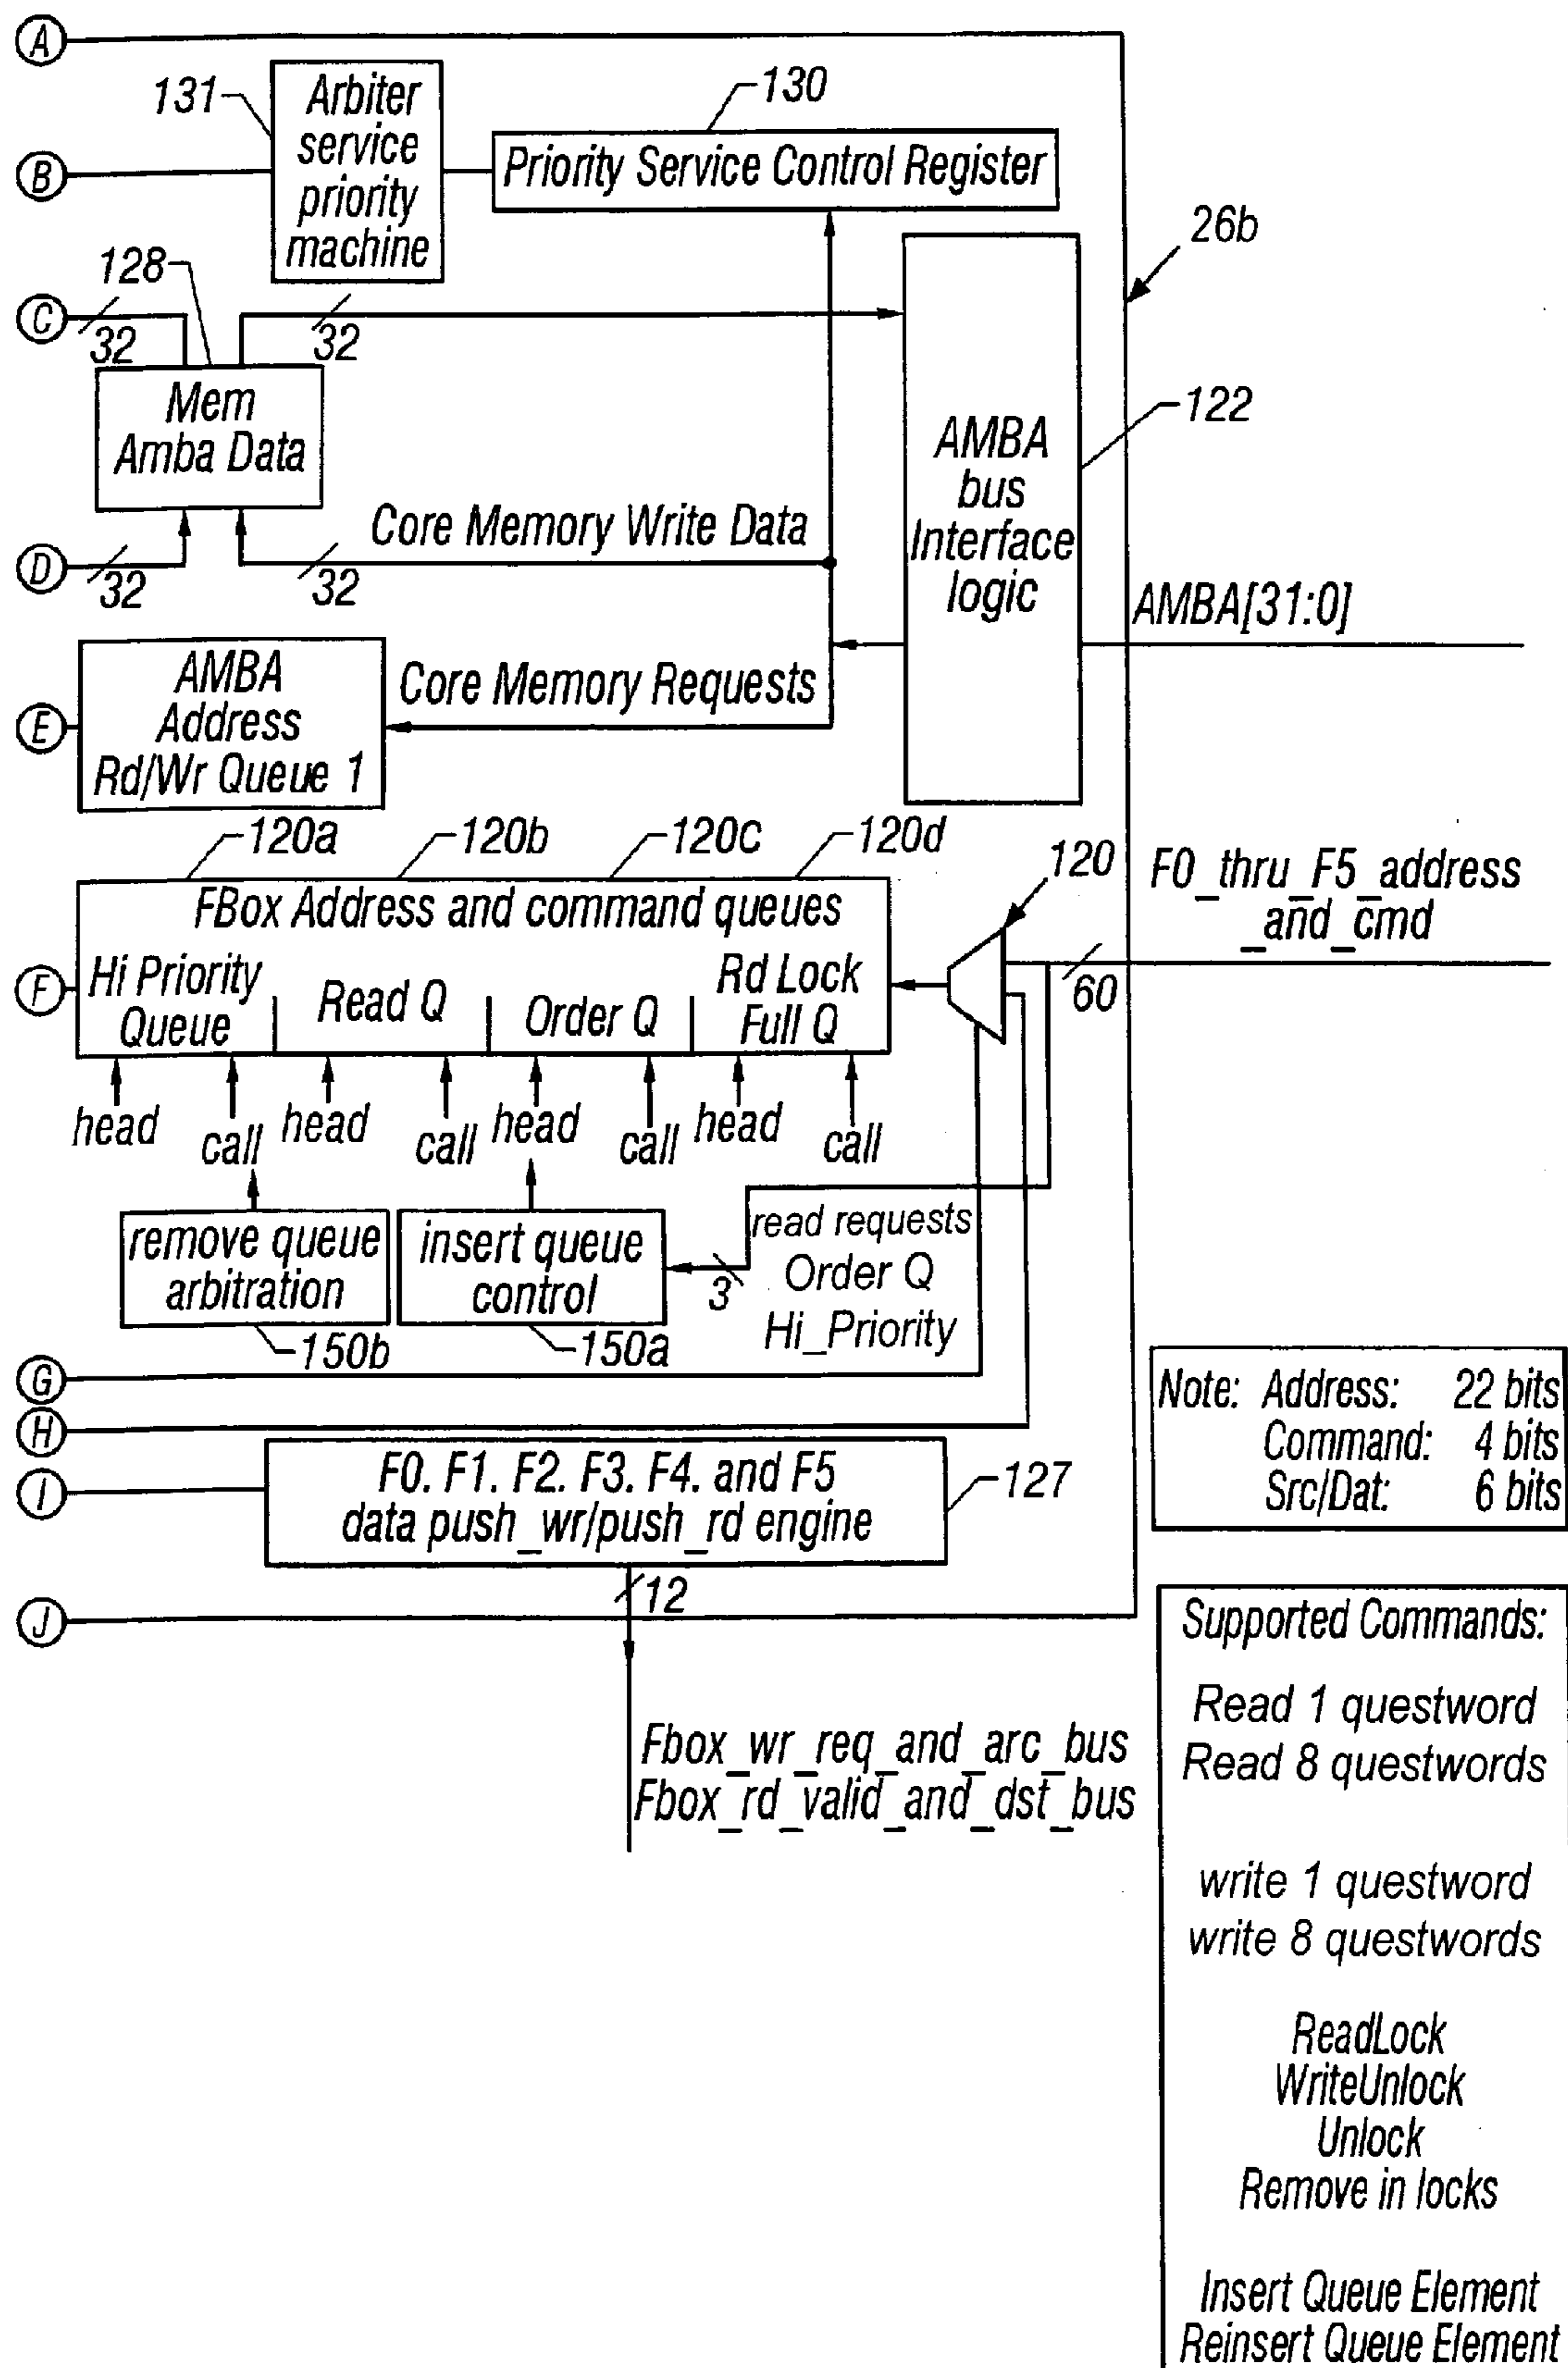 A
131
Arbiter
service
priority
machine
130
Priority Service Control Register
B
26b
128
C
32
32
Mem
Amba Data
AMBA
bus
Interface
logic
122
Core Memory Write Data
D
32
32
AMBA[31:0]
AMBA
Address
Rd/Wr Queue 1
Core Memory Requests
E
120a
120b
120c
120d
120
F0_thru_F5_address
_and_cmd
60
FBox Address and command queues
F
Hi Priority
Queue
Read Q
Order Q
Rd Lock
Full Q
head
call
head
call
head
call
head
call
remove queue
arbitration
150b
insert queue
control
150a
3
read requests
Order Q
Hi_Priority
G
H
Note: Address: 22 bits
Command: 4 bits
Src/Dat: 6 bits
I
F0. F1. F2. F3. F4. and F5
data push_wr/push_rd engine
127
12
J
Fbox_wr_req_and_arc_bus
Fbox_rd_valid_and_dst_bus
Supported Commands:
Read 1 questword
Read 8 questwords
write 1 questword
write 8 questwords
ReadLock
WriteUnlock
Unlock
Remove in locks
Insert Queue Element
Reinsert Queue Element